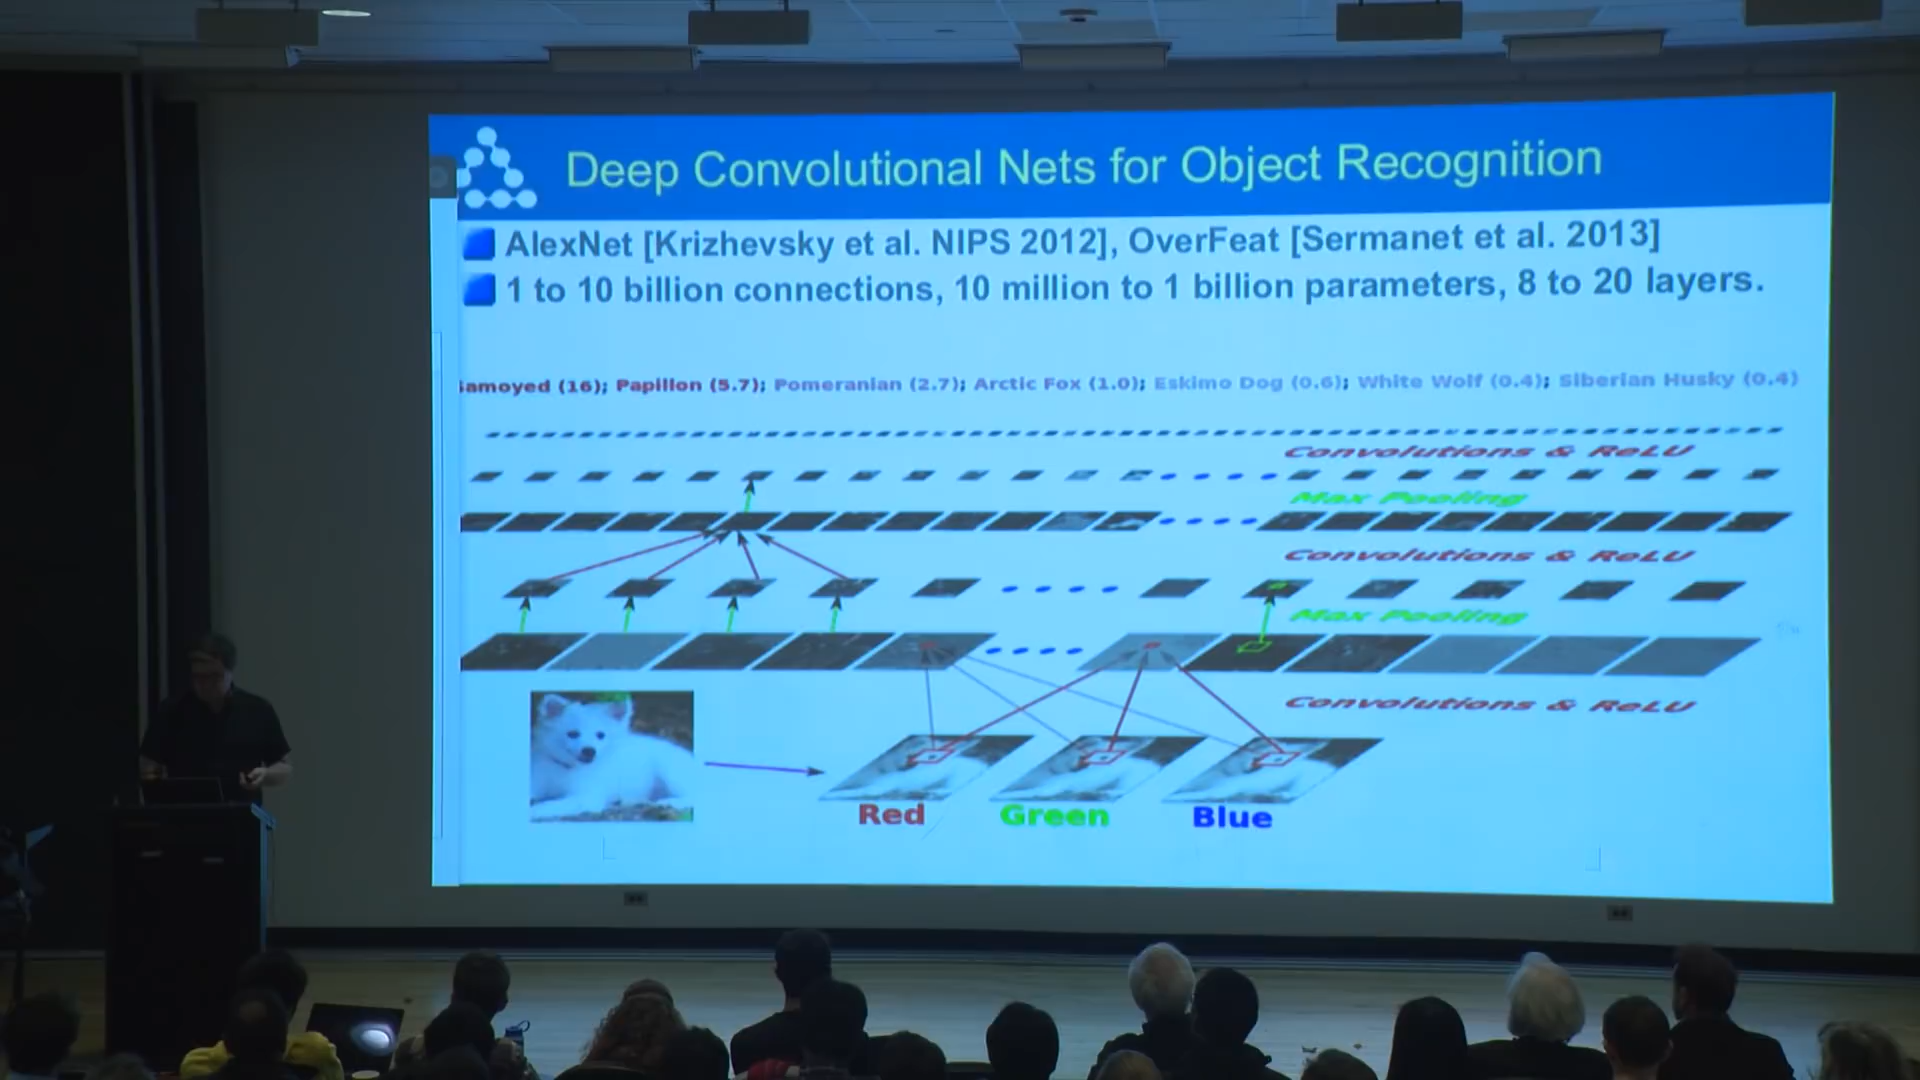 Deep Convolutional Nets for Object Recognition
AlexNet [Krizhevsky et al. NIPS 2012], OverFeat [Sermanet et al. 2013]
1 to 10 billion connections, 10 million to 1 billion parameters, 8 to 20 layers.
Samoyed (16); Papillon (5.7); Pomeranian (2.7); Arctic Fox (1.0); Eskimo Dog (0.6); White Wolf (0.4); Siberian Husky (0.4)
Convolutions & ReLU
Max Pooling
Convolutions & ReLU
Max Pooling
Convolutions & ReLU
Red Green Blue